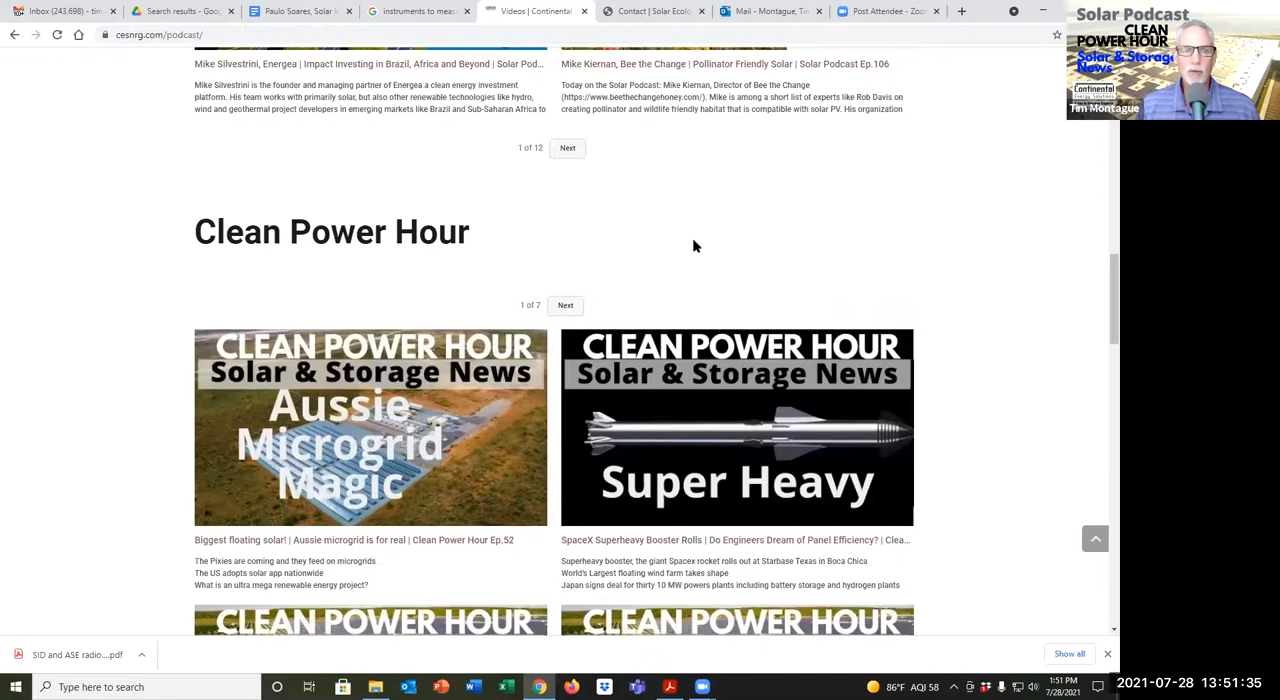 Inbox (243,698) - tim
Search results - Goog
Paulo Soares, Solar In
instruments to meas
Videos | Continental
Contact | Solar Ecolo
Mail - Montague, Tim
Post Attendee - Zoom
cesnrg.com/podcast/
Solar Podcast
CLEAN
POWER HOUR
Solar & Storage
News
Continental
Tim Montague
Mike Silvestrini, Energea | Impact Investing in Brazil, Africa and Beyond | Solar Pod...
Mike Silvestrini is the founder and managing partner of Energea a clean energy investment
platform. His team works with primarily solar, but also other renewable technologies like hydro,
wind and geothermal project developers in emerging markets like Brazil and Sub-Saharan Africa to
Mike Kiernan, Bee the Change | Pollinator Friendly Solar | Solar Podcast Ep.106
Today on the Solar Podcast: Mike Kiernan, Director of Bee the Change
(https://www.beethechangehoney.com/). Mike is among a short list of experts like Rob Davis on
creating pollinator and wildlife friendly habitat that is compatible with solar PV. His organization
1 of 12 Next
Clean Power Hour
1 of 7 Next
CLEAN POWER HOUR
Solar & Storage News
Aussie
Microgrid
Magic
CLEAN POWER HOUR
Solar & Storage News
Super Heavy
Biggest floating solar! | Aussie microgrid is for real | Clean Power Hour Ep.52
The Pixies are coming and they feed on microgrids
The US adopts solar app nationwide
What is an ultra mega renewable energy project?
SpaceX Superheavy Booster Rolls | Do Engineers Dream of Panel Efficiency? | Clea...
Superheavy booster, the giant Spacex rocket rolls out at Starbase Texas in Boca Chica
World's Largest floating wind farm takes shape
Japan signs deal for thirty 10 MW powers plants including battery storage and hydrogen plants
CLEAN POWER HOUR
CLEAN POWER HOUR
SID and ASE radio....pdf
Show all
Type here to search
86°F AQI 58
1:51 PM
7/28/2021
2021-07-28 13:51:35